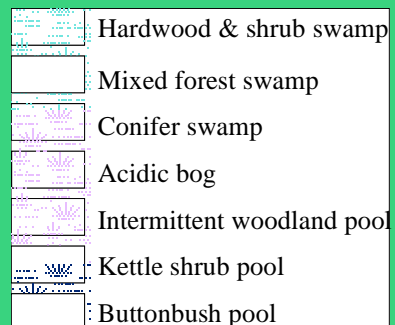 Hardwood & shrub swamp
Mixed forest swamp
Conifer swamp
Acidic bog
Intermittent woodland pool
Kettle shrub pool
Buttonbush pool